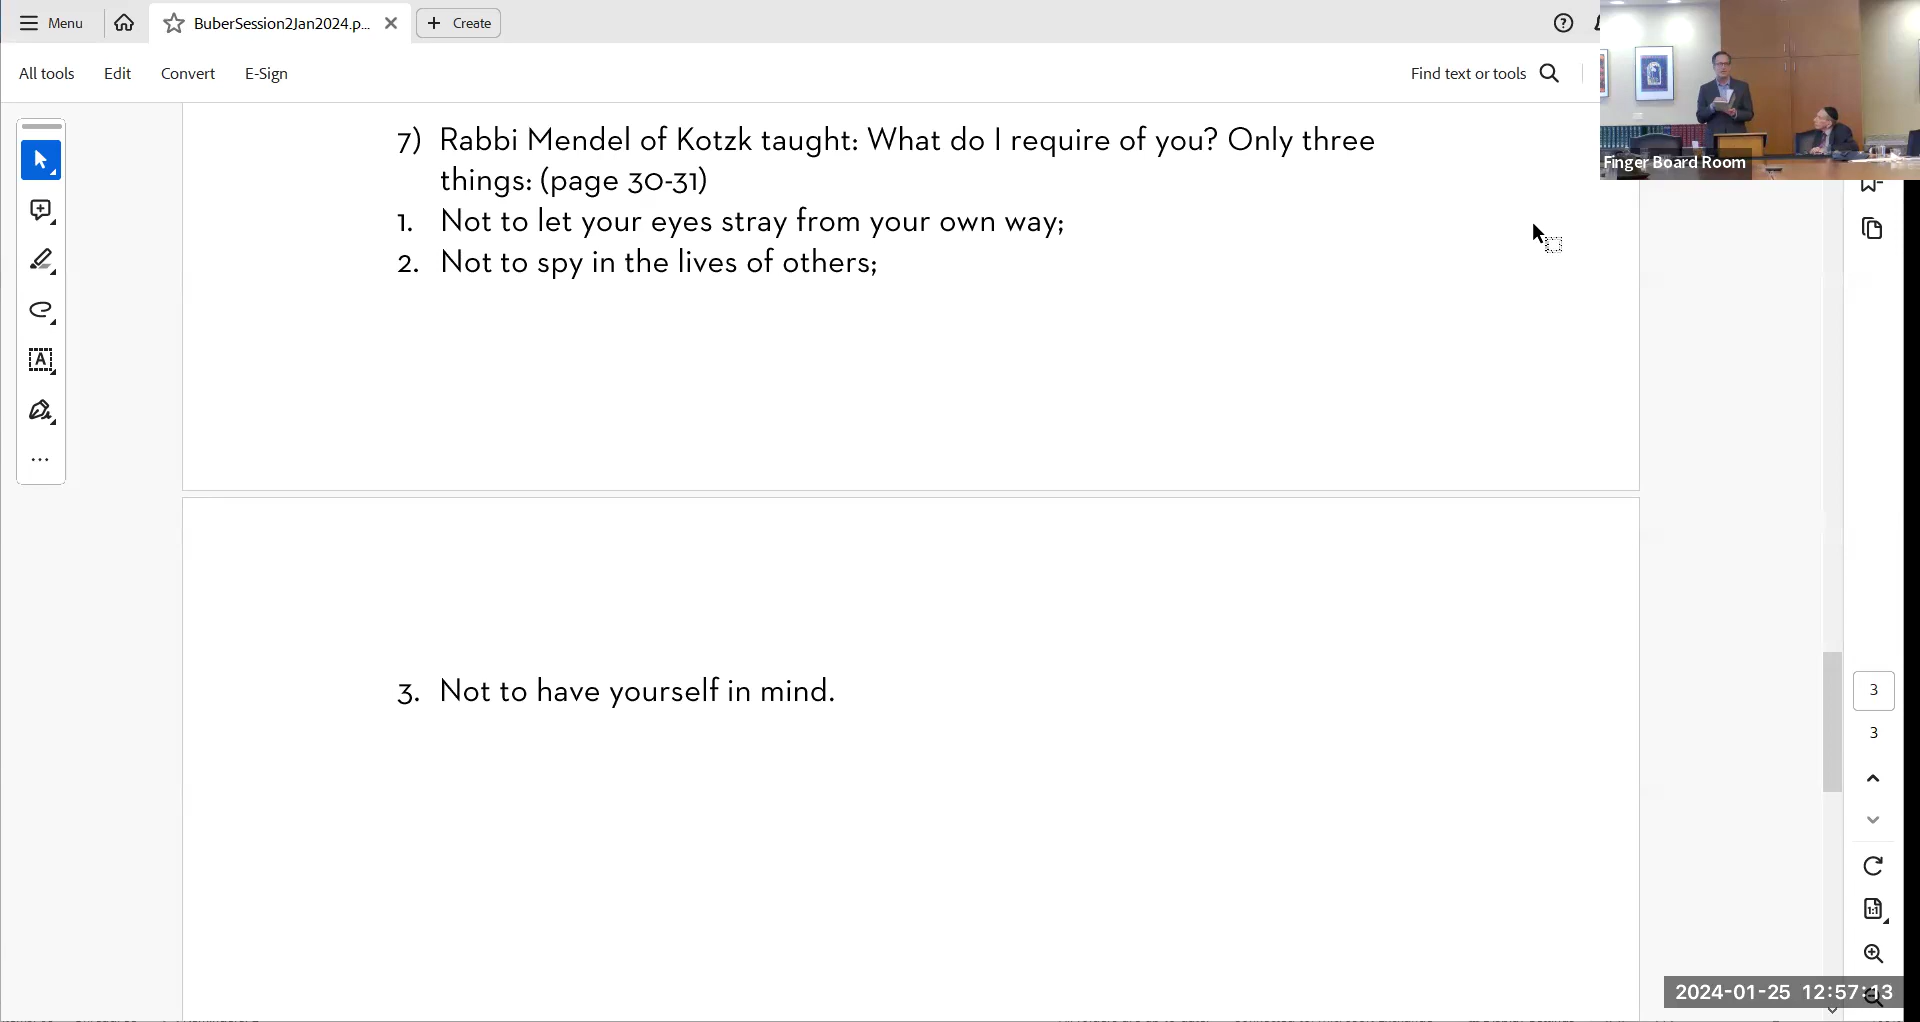 Menu
BuberSession2Jan2024.p...
Create
All tools
Edit
Convert
E-Sign
Find text or tools
Finger Board Room
7) Rabbi Mendel of Kotzk taught: What do I require of you? Only three
things: (page 30-31)
1. Not to let your eyes stray from your own way;
2. Not to spy in the lives of others;
3. Not to have yourself in mind.
3
3
1:1
2024-01-25 12:57:13